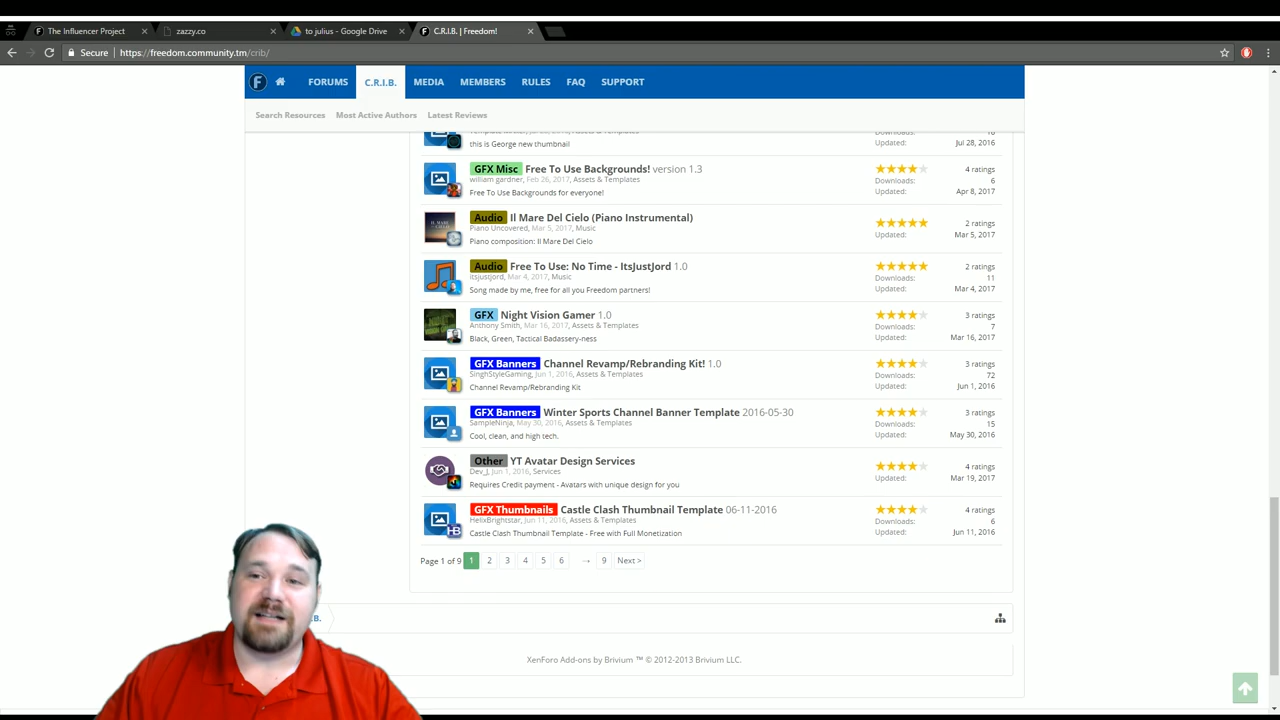 The Influencer Project
zazzy.co
to julius - Google Drive
C.R.I.B. | Freedom!
Secure https://freedom.community.tm/crib/
F FORUMS C.R.I.B. MEDIA MEMBERS RULES FAQ SUPPORT
Search Resources Most Active Authors Latest Reviews
this is George new thumbnail
Updated: Jul 28, 2016
GFX Misc Free To Use Backgrounds! version 1.3
william gardner, Feb 26, 2017, Assets & Templates
Free To Use Backgrounds for everyone!
4 ratings
Downloads: 6
Updated: Apr 8, 2017
Audio Il Mare Del Cielo (Piano Instrumental)
Piano Uncovered, Mar 5, 2017, Music
Piano composition: Il Mare Del Cielo
2 ratings
Updated: Mar 5, 2017
Audio Free To Use: No Time - ItsJustJord 1.0
itsjustjord, Mar 4, 2017, Music
Song made by me, free for all you Freedom partners!
2 ratings
Downloads: 11
Updated: Mar 4, 2017
GFX Night Vision Gamer 1.0
Anthony Smith, Mar 16, 2017, Assets & Templates
Black, Green, Tactical Badassery-ness
3 ratings
Downloads: 7
Updated: Mar 16, 2017
GFX Banners Channel Revamp/Rebranding Kit! 1.0
SinghStyleGaming, Jun 1, 2016, Assets & Templates
Channel Revamp/Rebranding Kit
3 ratings
Downloads: 72
Updated: Jun 1, 2016
GFX Banners Winter Sports Channel Banner Template 2016-05-30
SampleNinja, May 30, 2016, Assets & Templates
Cool, clean, and high tech.
3 ratings
Downloads: 15
Updated: May 30, 2016
Other YT Avatar Design Services
Dev_J, Jun 1, 2016, Services
Requires Credit payment - Avatars with unique design for you
4 ratings
Updated: Mar 19, 2017
GFX Thumbnails Castle Clash Thumbnail Template 06-11-2016
HelixBrightstar, Jun 11, 2016, Assets & Templates
Castle Clash Thumbnail Template - Free with Full Monetization
4 ratings
Downloads: 6
Updated: Jun 11, 2016
Page 1 of 9 1 2 3 4 5 6 → 9 Next >
I.B.
XenForo Add-ons by Brivium ™ © 2012-2013 Brivium LLC.